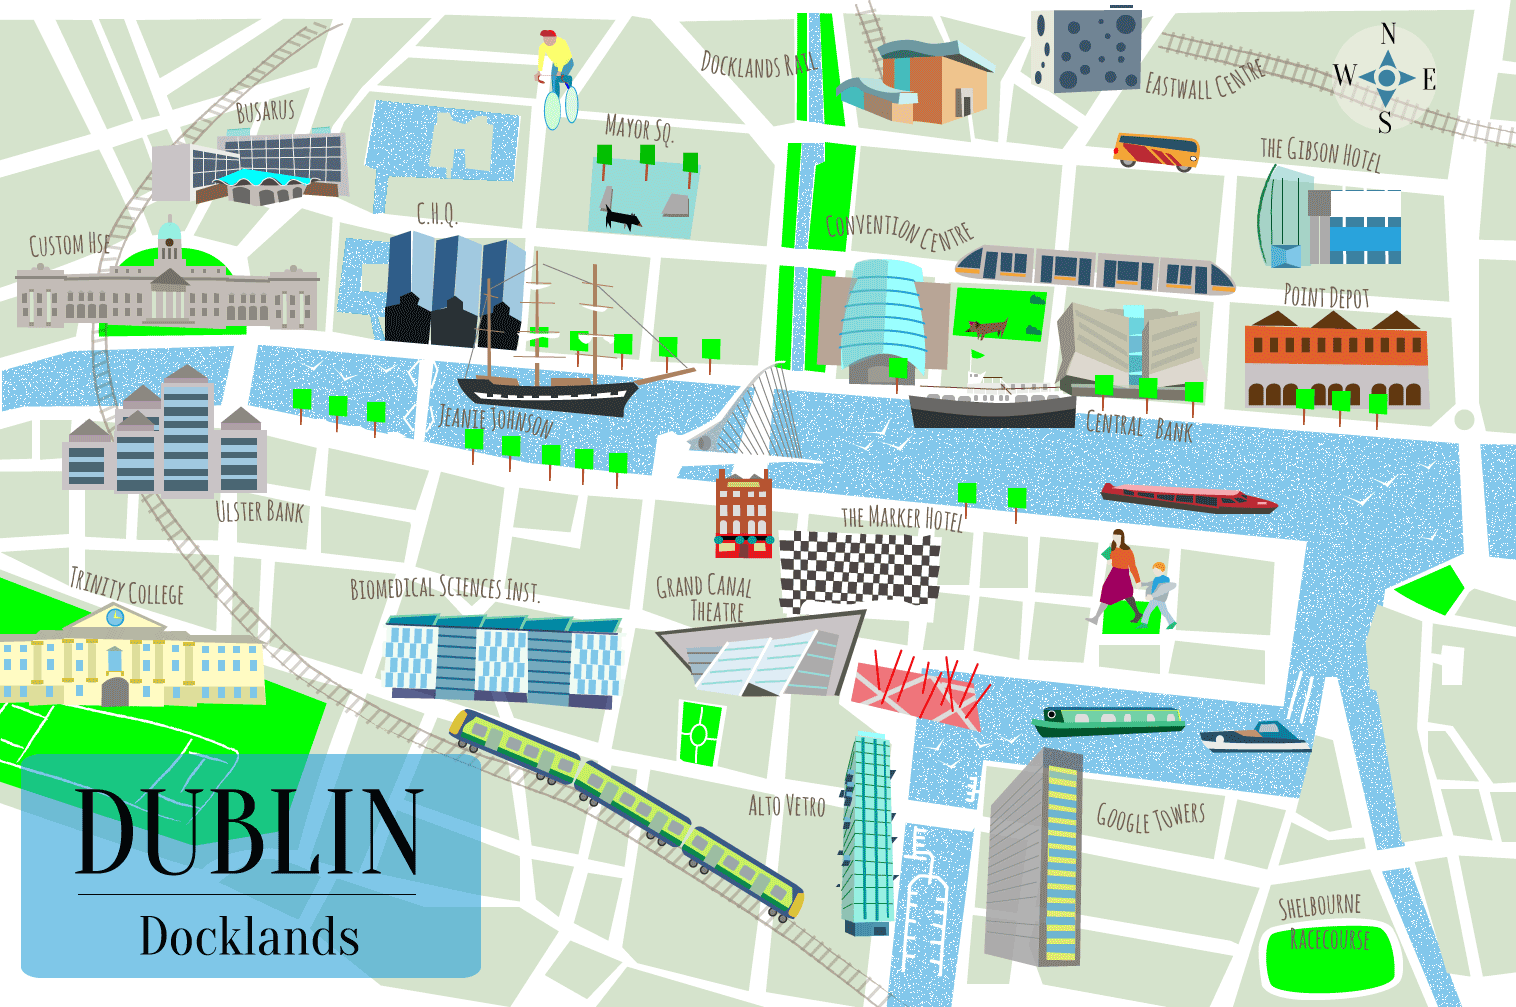 Docklands Rail
Eastwall Centre
N
W
E
S
Busarus
Mayor Sq.
the Gibson Hotel
C.H.Q.
Custom Hse
Convention Centre
Point Depot
Jeanie Johnson
Central Bank
Ulster Bank
the Marker Hotel
Trinity College
Biomedical Sciences Inst.
Grand Canal
Theatre
Alto Vetro
Google Towers
DUBLIN
Docklands
Shelbourne
Racecourse